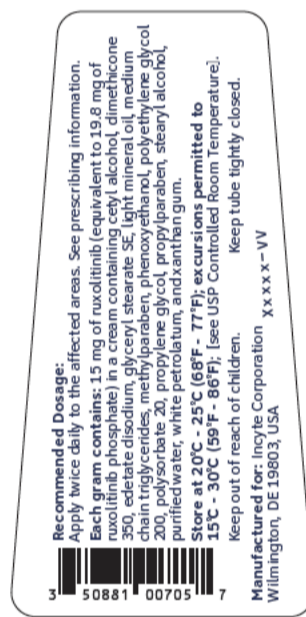 Recommended Dosage:
Apply twice daily to the affected areas. See prescribing information.
Each gram contains: 15 mg of ruxolitinib (equivalent to 19.8 mg of
ruxolitinib phosphate) in a cream containing cetyl alcohol, dimethicone
350, edetate disodium, glyceryl stearate SE, light mineral oil, medium
chain triglycerides, methylparaben, phenoxyethanol, polyethylene glycol
200, polysorbate 20, propylene glycol, propylparaben, stearyl alcohol,
purified water, white petrolatum, and xanthan gum.
Store at 20°C - 25°C (68°F - 77°F); excursions permitted to
15°C - 30°C (59°F - 86°F); [see USP Controlled Room Temperature].
Keep out of reach of children. Keep tube tightly closed.
Manufactured for: Incyte Corporation
Wilmington, DE 19803, USA
XXXXX-VV
3 50881 00705 7